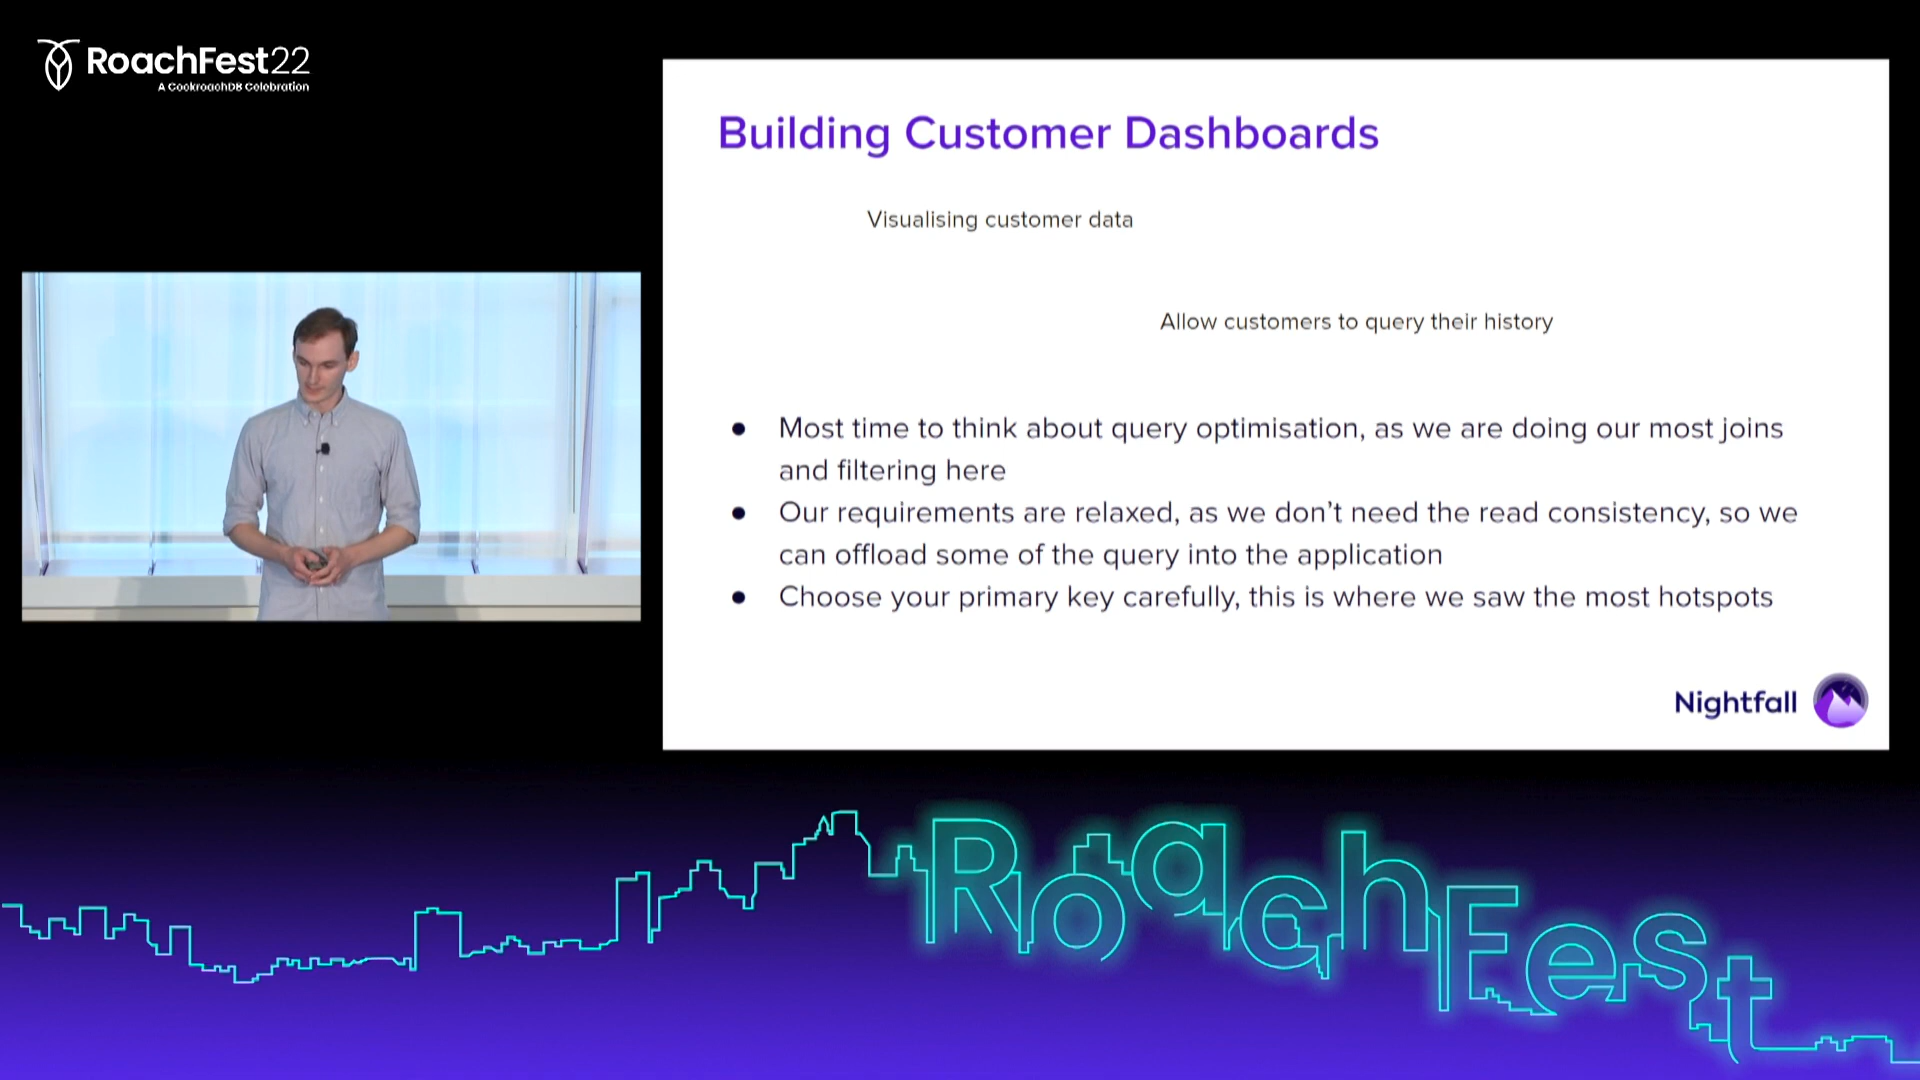 RoachFest22
A CockroachDB Celebration
Building Customer Dashboards
Visualising customer data
Allow customers to query their history
● Most time to think about query optimisation, as we are doing our most joins
and filtering here
● Our requirements are relaxed, as we don’t need the read consistency, so we
can offload some of the query into the application
● Choose your primary key carefully, this is where we saw the most hotspots
Nightfall
RoachFest